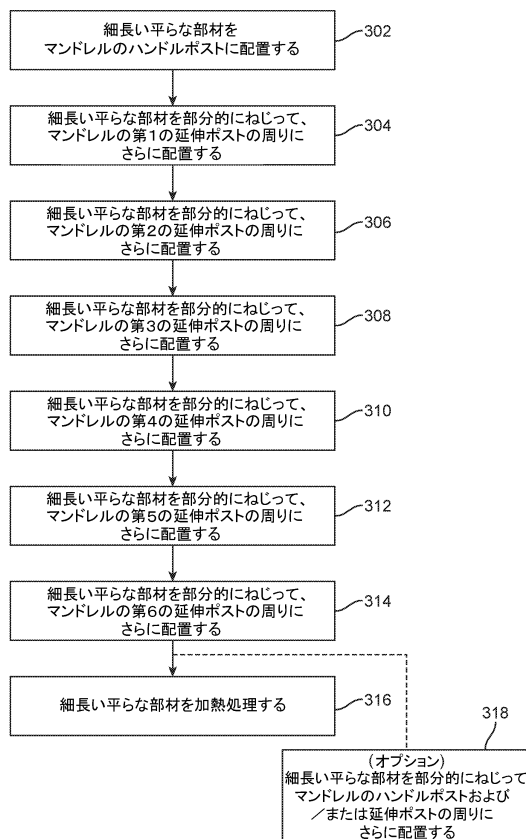 細長い平らな部材を
マンドレルのハンドルポストに配置する
302
細長い平らな部材を部分的にねじって、
マンドレルの第1の延伸ポストの周りに
さらに配置する
304
細長い平らな部材を部分的にねじって、
マンドレルの第2の延伸ポストの周りに
さらに配置する
306
細長い平らな部材を部分的にねじって、
マンドレルの第3の延伸ポストの周りに
さらに配置する
308
細長い平らな部材を部分的にねじって、
マンドレルの第4の延伸ポストの周りに
さらに配置する
310
細長い平らな部材を部分的にねじって、
マンドレルの第5の延伸ポストの周りに
さらに配置する
312
細長い平らな部材を部分的にねじって、
マンドレルの第6の延伸ポストの周りに
さらに配置する
314
細長い平らな部材を加熱処理する
316
318
(オプション)
細長い平らな部材を部分的にねじって
マンドレルのハンドルポストおよび
/または延伸ポストの周りに
さらに配置する